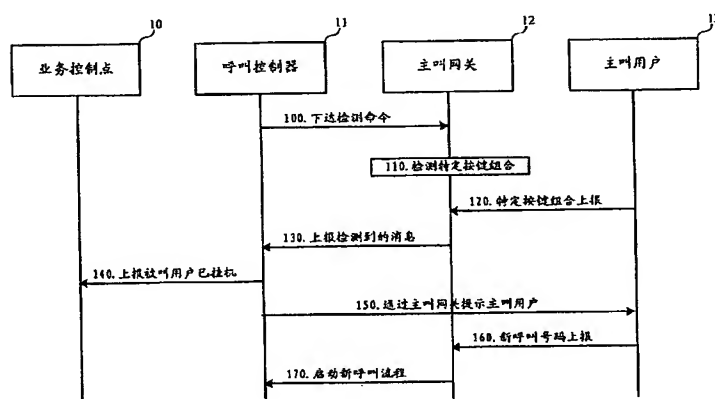 10
11
12
业务控制点
呼叫控制器
主叫网关
主叫用户
100.下达检测命令
110.检测特定按键组合
120.特定按键组合上报
130.上报检测到的消息
140.上报被叫用户已挂机
150.通过主叫网关提示主叫用户
160.新呼叫号码上报
170.启动新呼叫流程